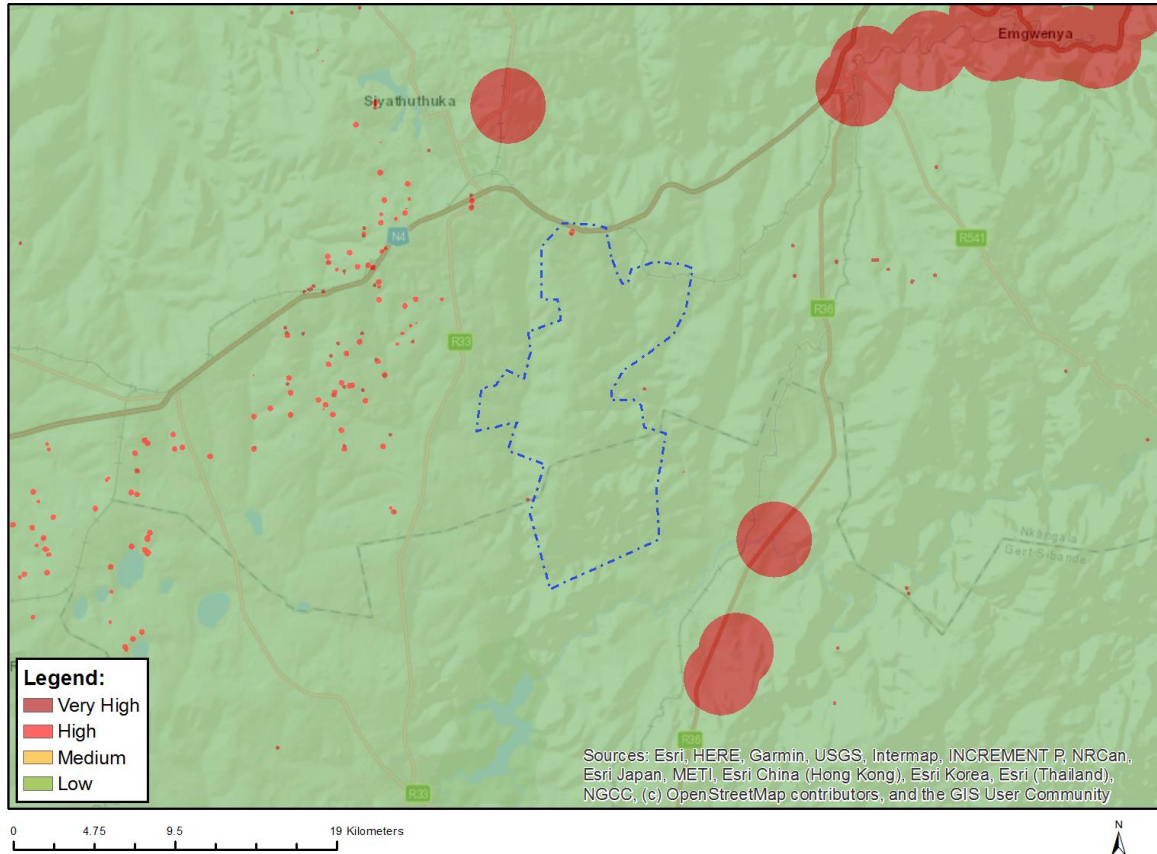 Emgwenya
Siyathuthuka
N4
R541
R36
R33
Nkangala
Gert Sibande
Legend:
Very High
High
Medium
Low
R36
R33
Sources: Esri, HERE, Garmin, USGS, Intermap, INCREMENT P, NRCan,
Esri Japan, METI, Esri China (Hong Kong), Esri Korea, Esri (Thailand),
NGCC, (c) OpenStreetMap contributors, and the GIS User Community
0 4.75 9.5 19 Kilometers
N